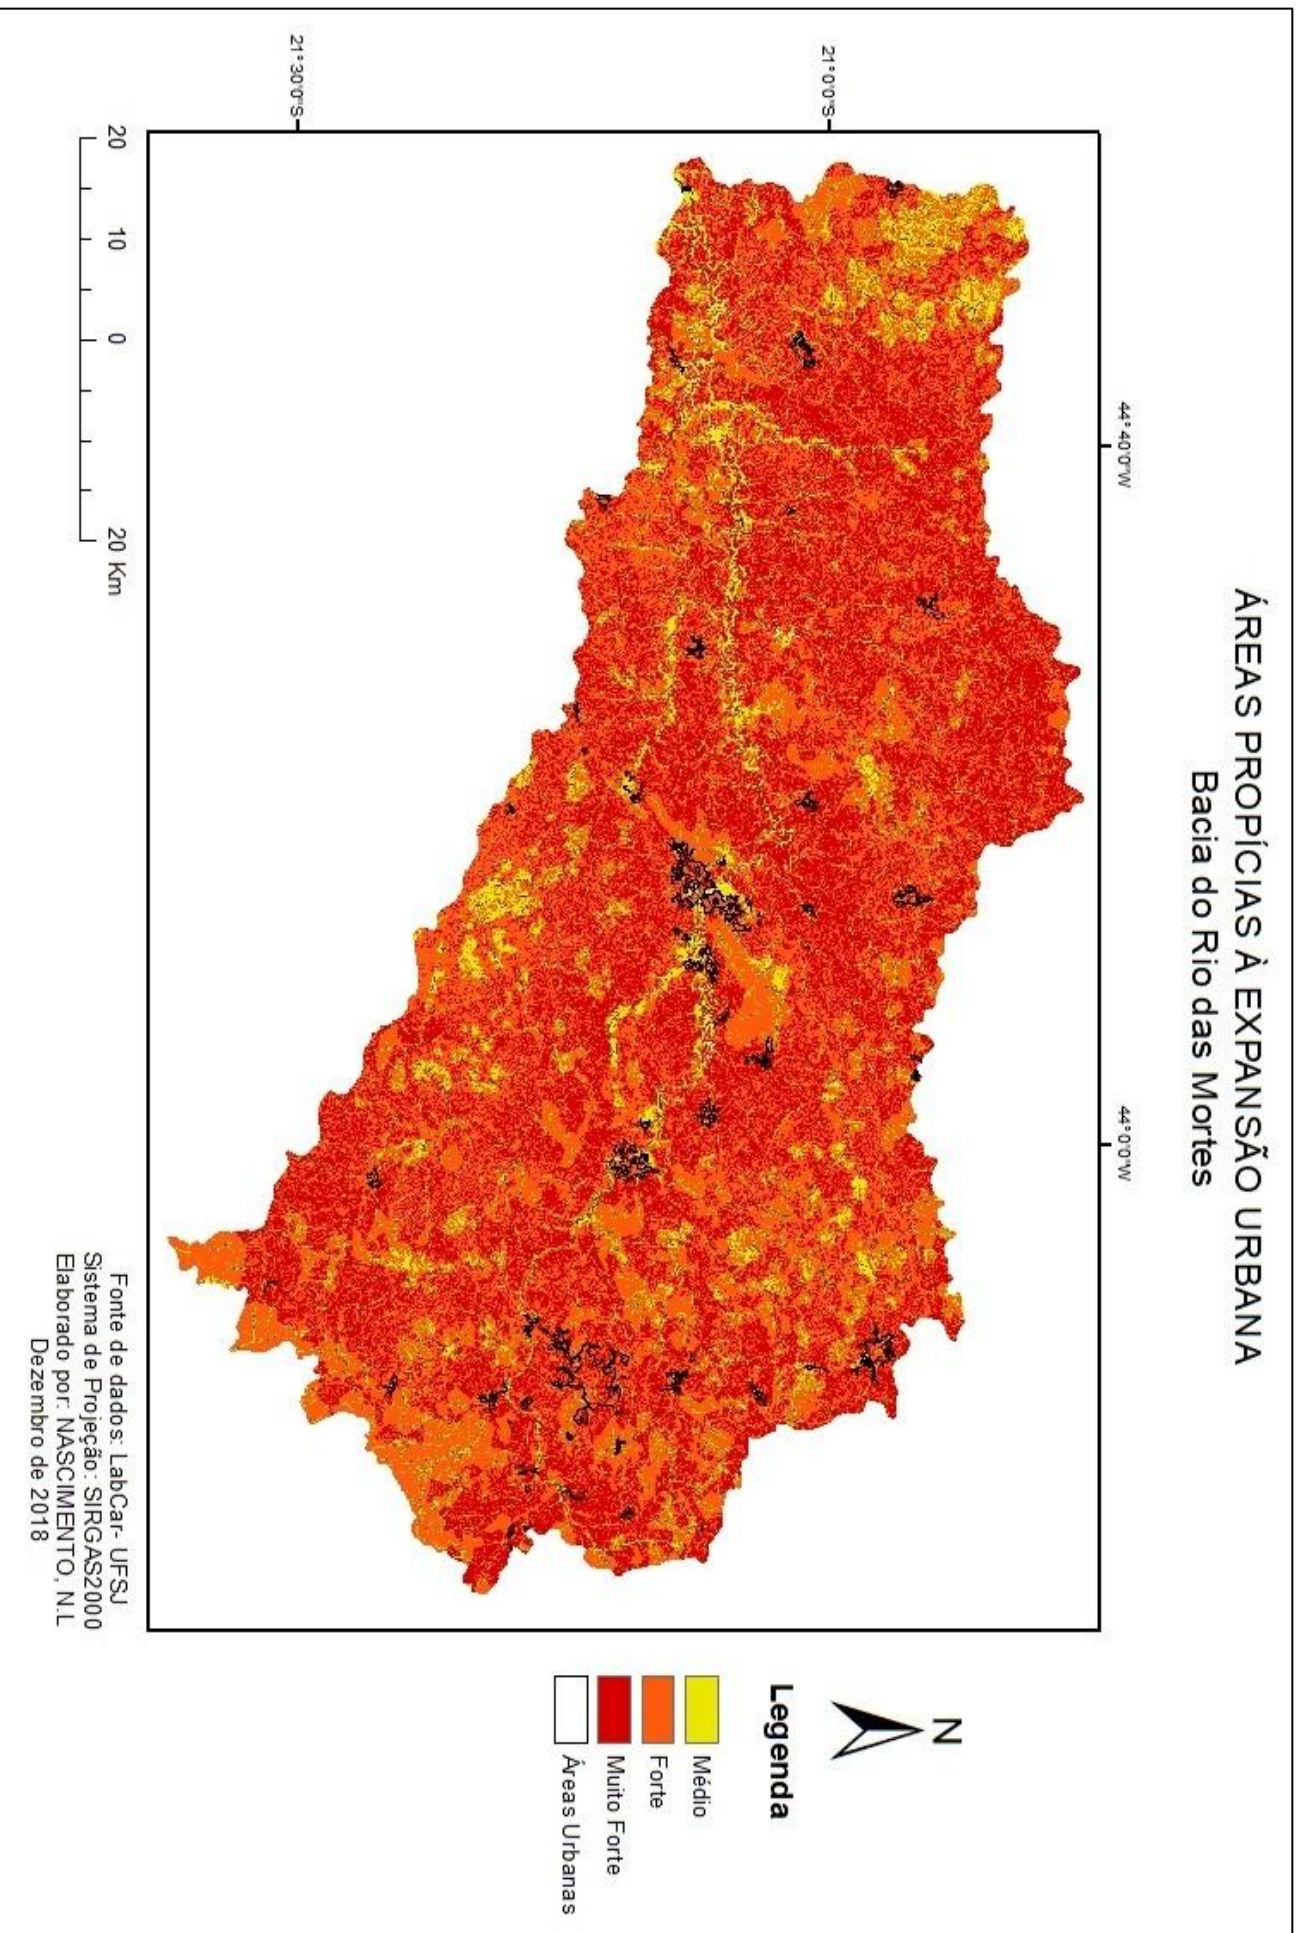 ÁREAS PROPÍCIAS À EXPANSÃO URBANA
Bacia do Rio das Mortes
44°40'0"W
44°0'0"W
21°0'0"S
21°30'0"S
N
Legenda
Médio
Forte
Muito Forte
Áreas Urbanas
20 10 0 20 Km
Fonte de dados: LabCar- UFSJ
Sistema de Projeção: SIRGAS2000
Elaborado por: NASCIMENTO, N.L
Dezembro de 2018